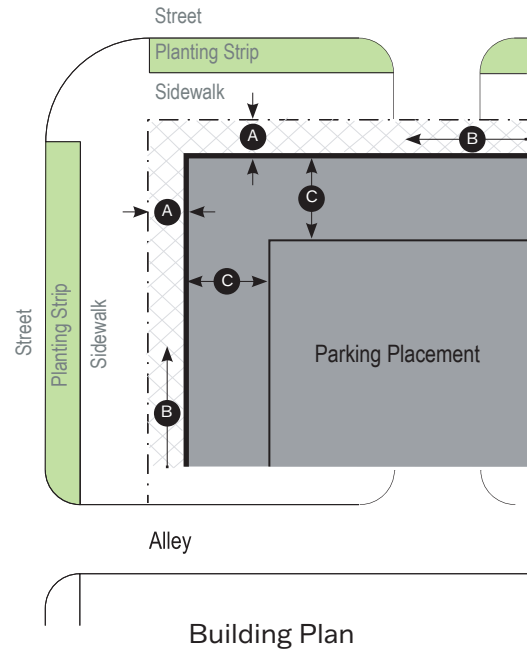 Street
Planting Strip
Sidewalk
A
B
A
C
C
Street
Planting Strip
Sidewalk
Parking Placement
B
Alley
Building Plan